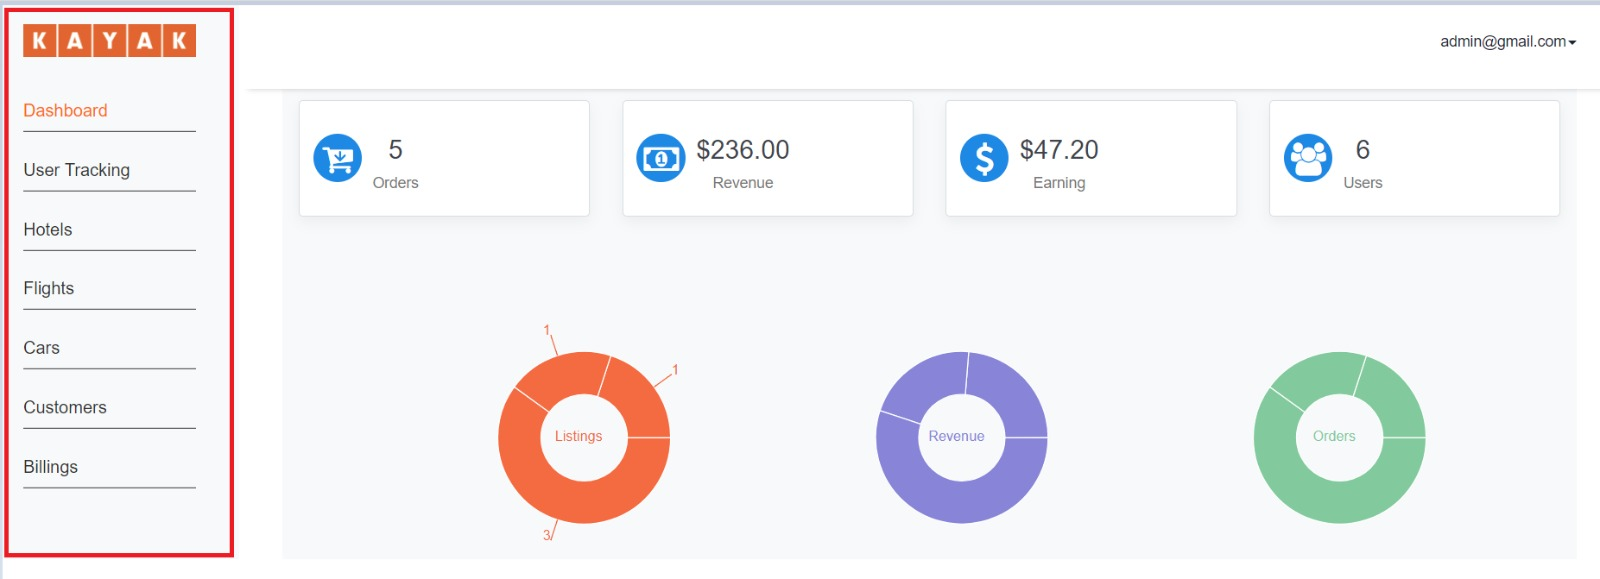 KAYAK
admin@gmail.com
Dashboard
User Tracking
Hotels
Flights
Cars
Customers
Billings
5
Orders
$236.00
Revenue
$47.20
Earning
6
Users
1
1
Listings
3
Revenue
Orders